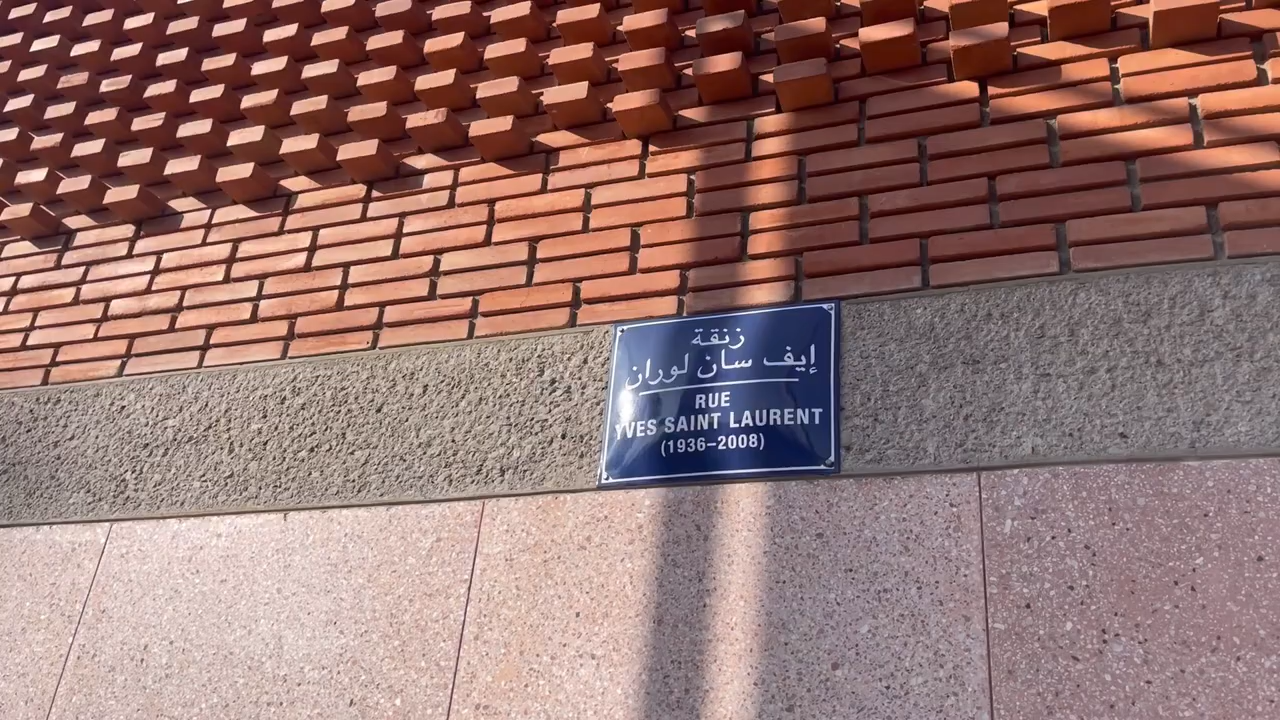 زنقة
إيف سان لوران
RUE
YVES SAINT LAURENT
(1936–2008)